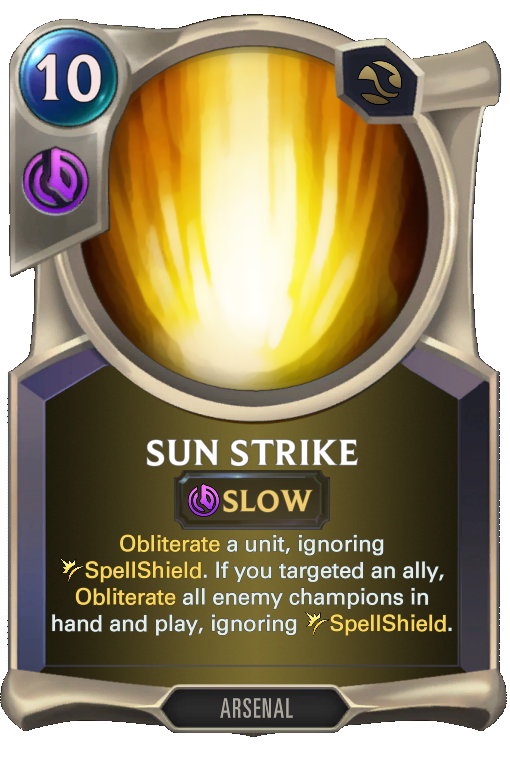 10
SUN STRIKE
SLOW
Obliterate a unit, ignoring
SpellShield. If you targeted an ally,
Obliterate all enemy champions in
hand and play, ignoring SpellShield.
ARSENAL